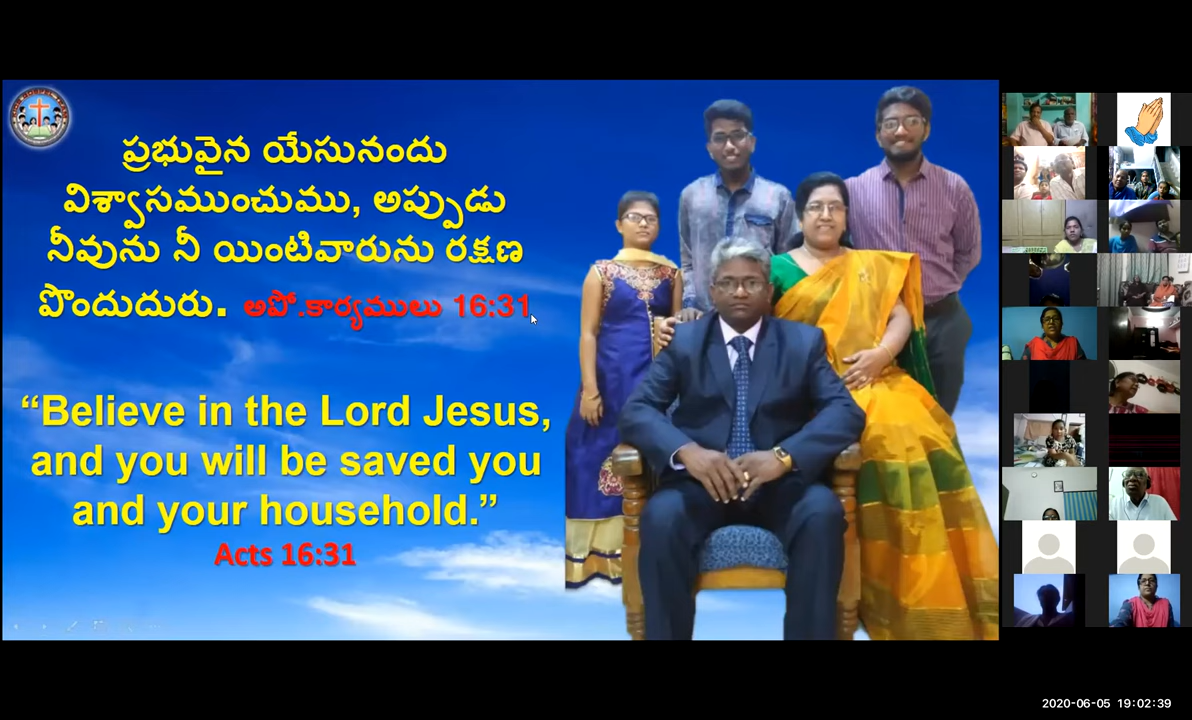 ప్రభువైన యేసునందు
విశ్వాసముంచుము, అప్పుడు
నీవును నీ యింటివారును రక్షణ
పొందుదురు. అపో.కార్యములు 16:31
“Believe in the Lord Jesus,
and you will be saved you
and your household.”
Acts 16:31
2020-06-05 19:02:39